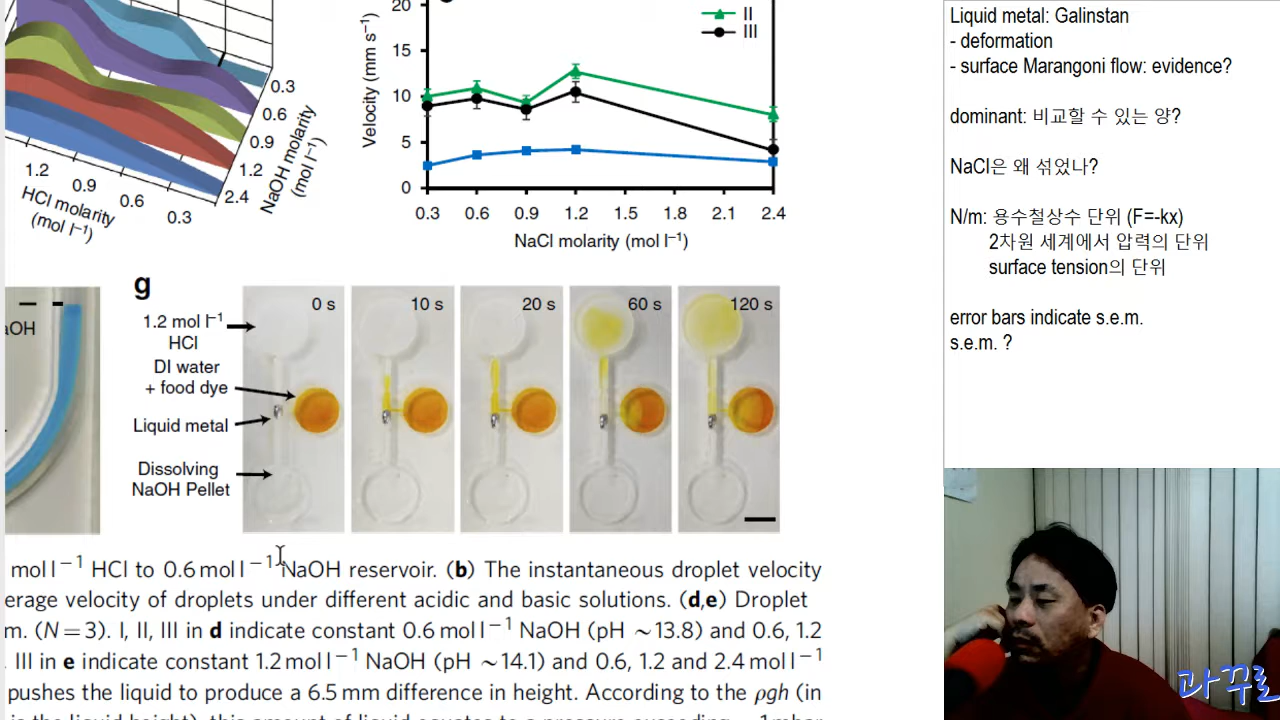 20
15
10
5
0
Velocity (mm s⁻¹)
II
III
0.3 0.6 0.9 1.2 1.5 1.8 2.1 2.4
NaCl molarity (mol l⁻¹)
0.3
0.6
0.9
1.2
2.4
NaOH molarity
(mol l⁻¹)
1.2
0.9
0.6
0.3
HCl molarity
(mol l⁻¹)
g
0 s 10 s 20 s 60 s 120 s
1.2 mol l⁻¹
HCl
DI water
+ food dye
Liquid metal
Dissolving
NaOH Pellet
mol l⁻¹ HCl to 0.6 mol l⁻¹ NaOH reservoir. (b) The instantaneous droplet velocity
erage velocity of droplets under different acidic and basic solutions. (d,e) Droplet
m. (N=3). I, II, III in d indicate constant 0.6 mol l⁻¹ NaOH (pH ~13.8) and 0.6, 1.2
III in e indicate constant 1.2 mol l⁻¹ NaOH (pH ~14.1) and 0.6, 1.2 and 2.4 mol l⁻¹
pushes the liquid to produce a 6.5 mm difference in height. According to the ρgh (in
Liquid metal: Galinstan
- deformation
- surface Marangoni flow: evidence?
dominant: 비교할 수 있는 양?
NaCl은 왜 섞었나?
N/m: 용수철상수 단위 (F=-kx)
2차원 세계에서 압력의 단위
surface tension의 단위
error bars indicate s.e.m.
s.e.m. ?
과꾸로